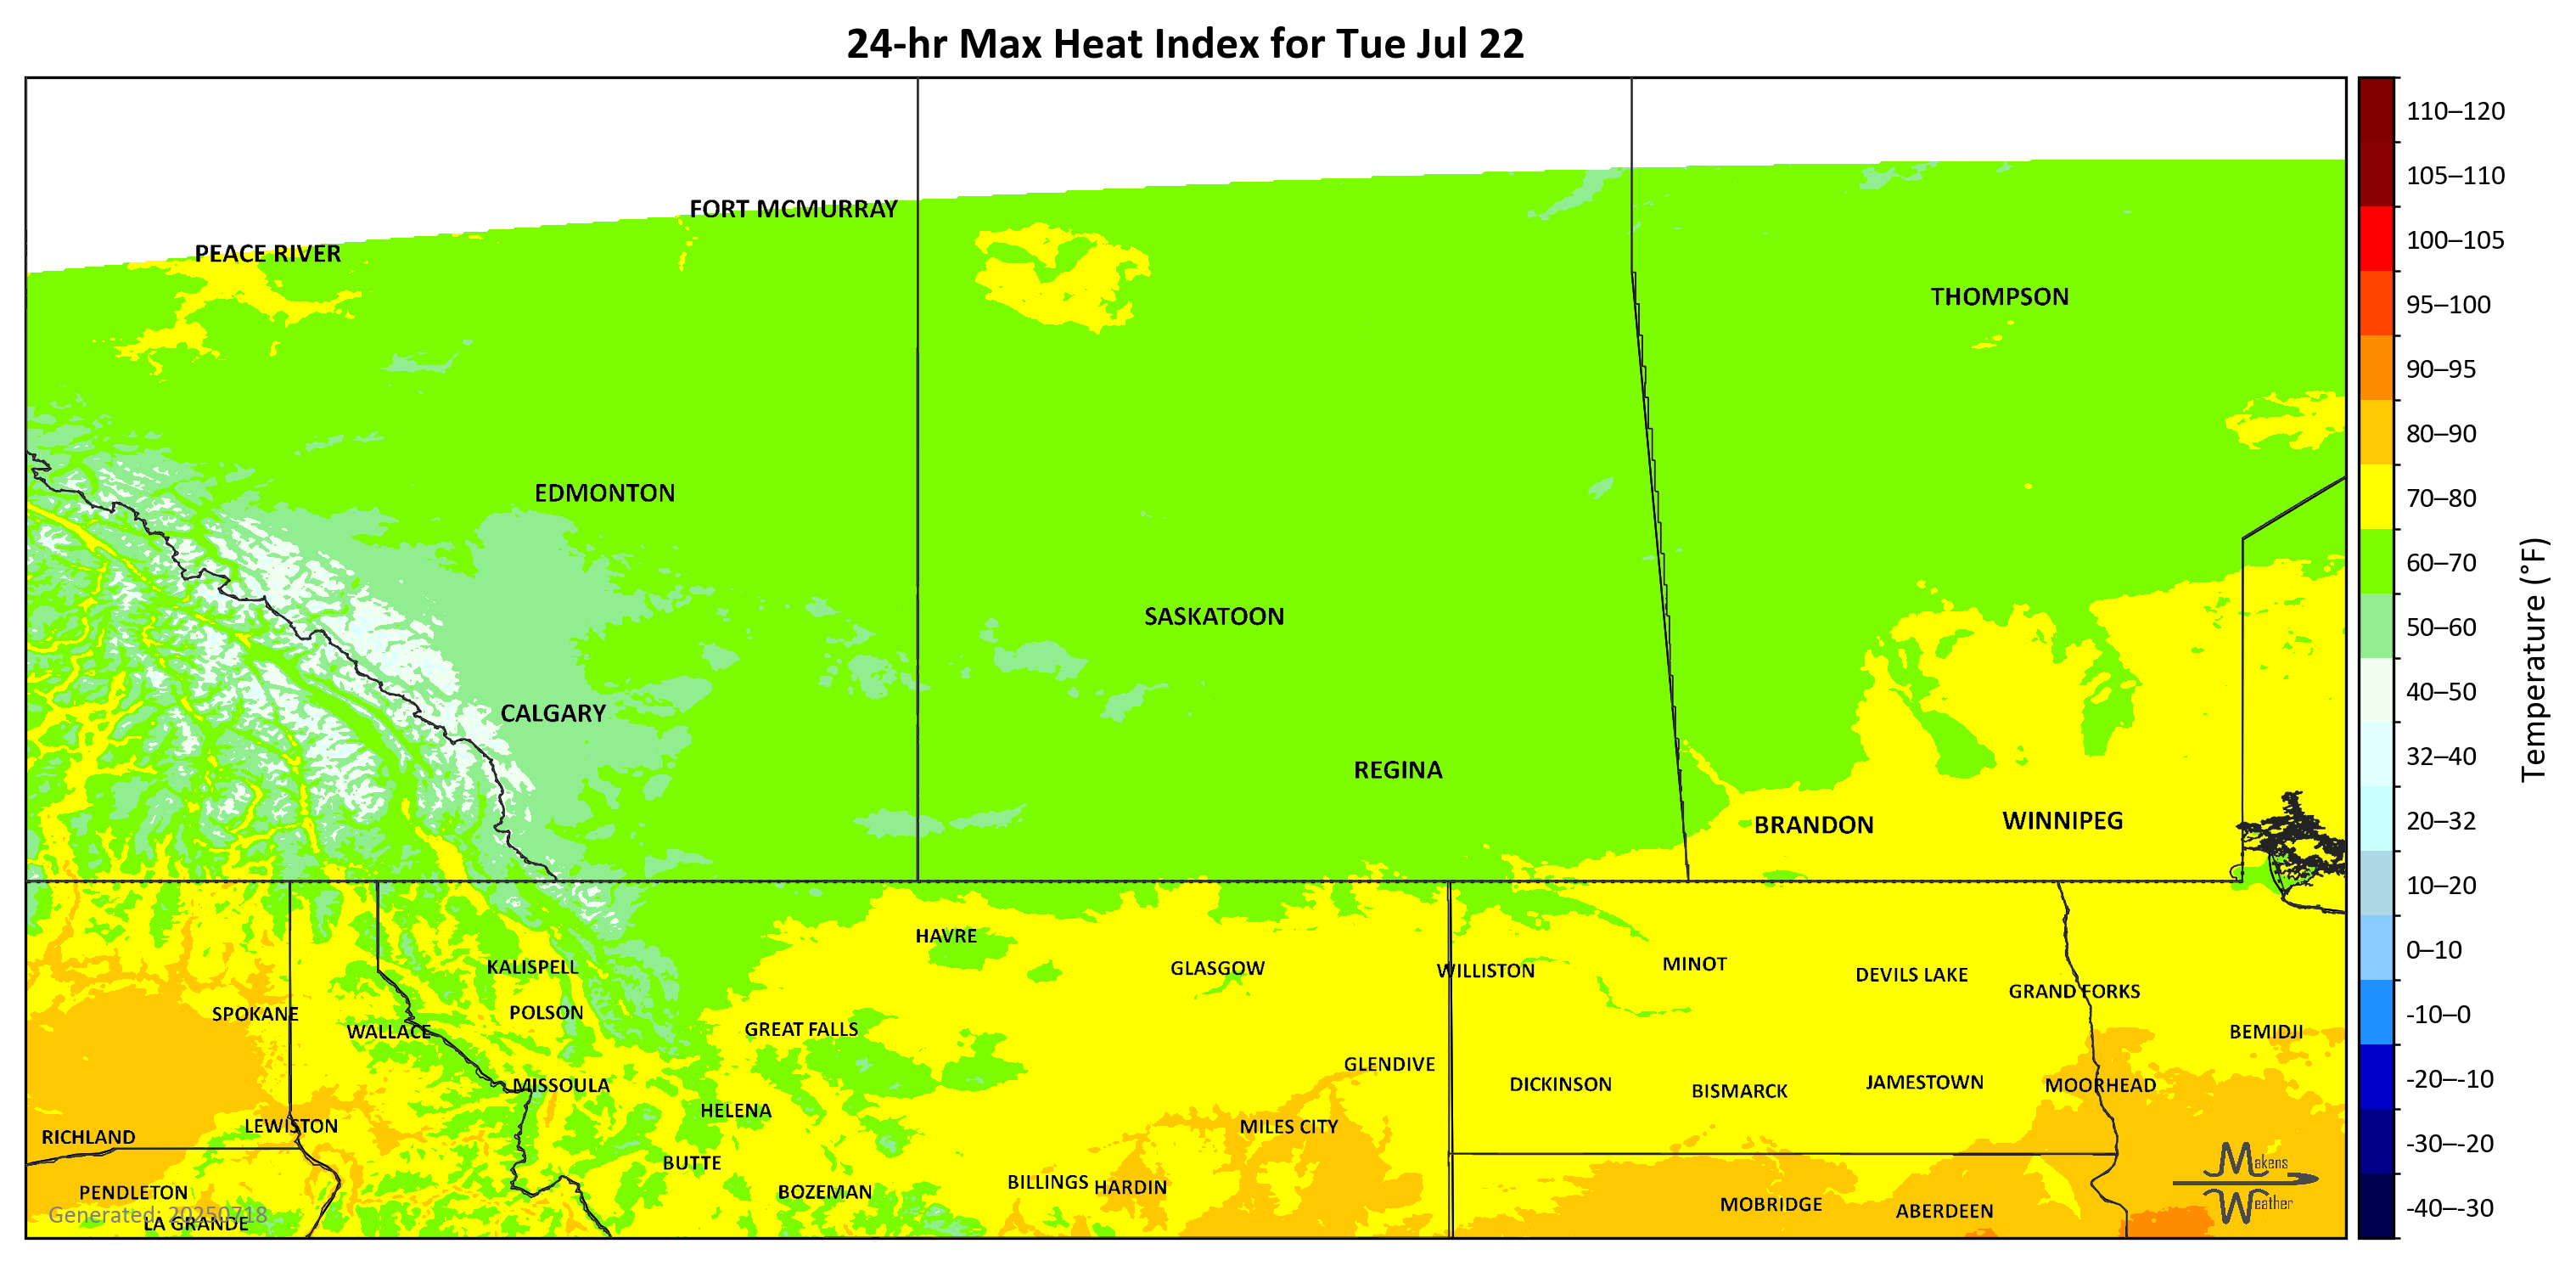 24-hr Max Heat Index for Tue Jul 22
FORT MCMURRAY
PEACE RIVER
THOMPSON
EDMONTON
SASKATOON
CALGARY
REGINA
BRANDON
WINNIPEG
HAVRE
KALISPELL
GLASGOW
WILLISTON
MINOT
DEVILS LAKE
GRAND FORKS
SPOKANE
POLSON
WALLACE
GREAT FALLS
BEMIDJI
GLENDIVE
MISSOULA
DICKINSON
BISMARCK
JAMESTOWN
MOORHEAD
HELENA
LEWISTON
MILES CITY
RICHLAND
BUTTE
BILLINGS
HARDIN
PENDLETON
BOZEMAN
MOBRIDGE
ABERDEEN
LA GRANDE
Generated: 20250718
Makens
Weather
110–120
105–110
100–105
95–100
90–95
80–90
70–80
60–70
50–60
40–50
32–40
20–32
10–20
0–10
-10–0
-20–-10
-30–-20
-40–-30
Temperature (°F)